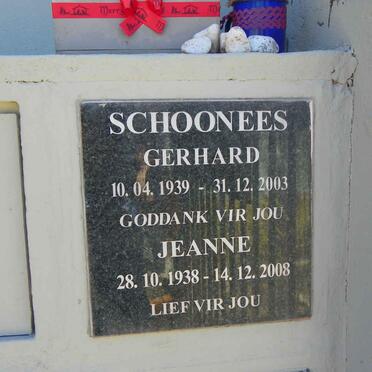 SCHOONEES
GERHARD
10. 04. 1939 - 31. 12. 2003
GODDANK VIR JOU
JEANNE
28. 10. 1938 - 14. 12. 2008
LIEF VIR JOU